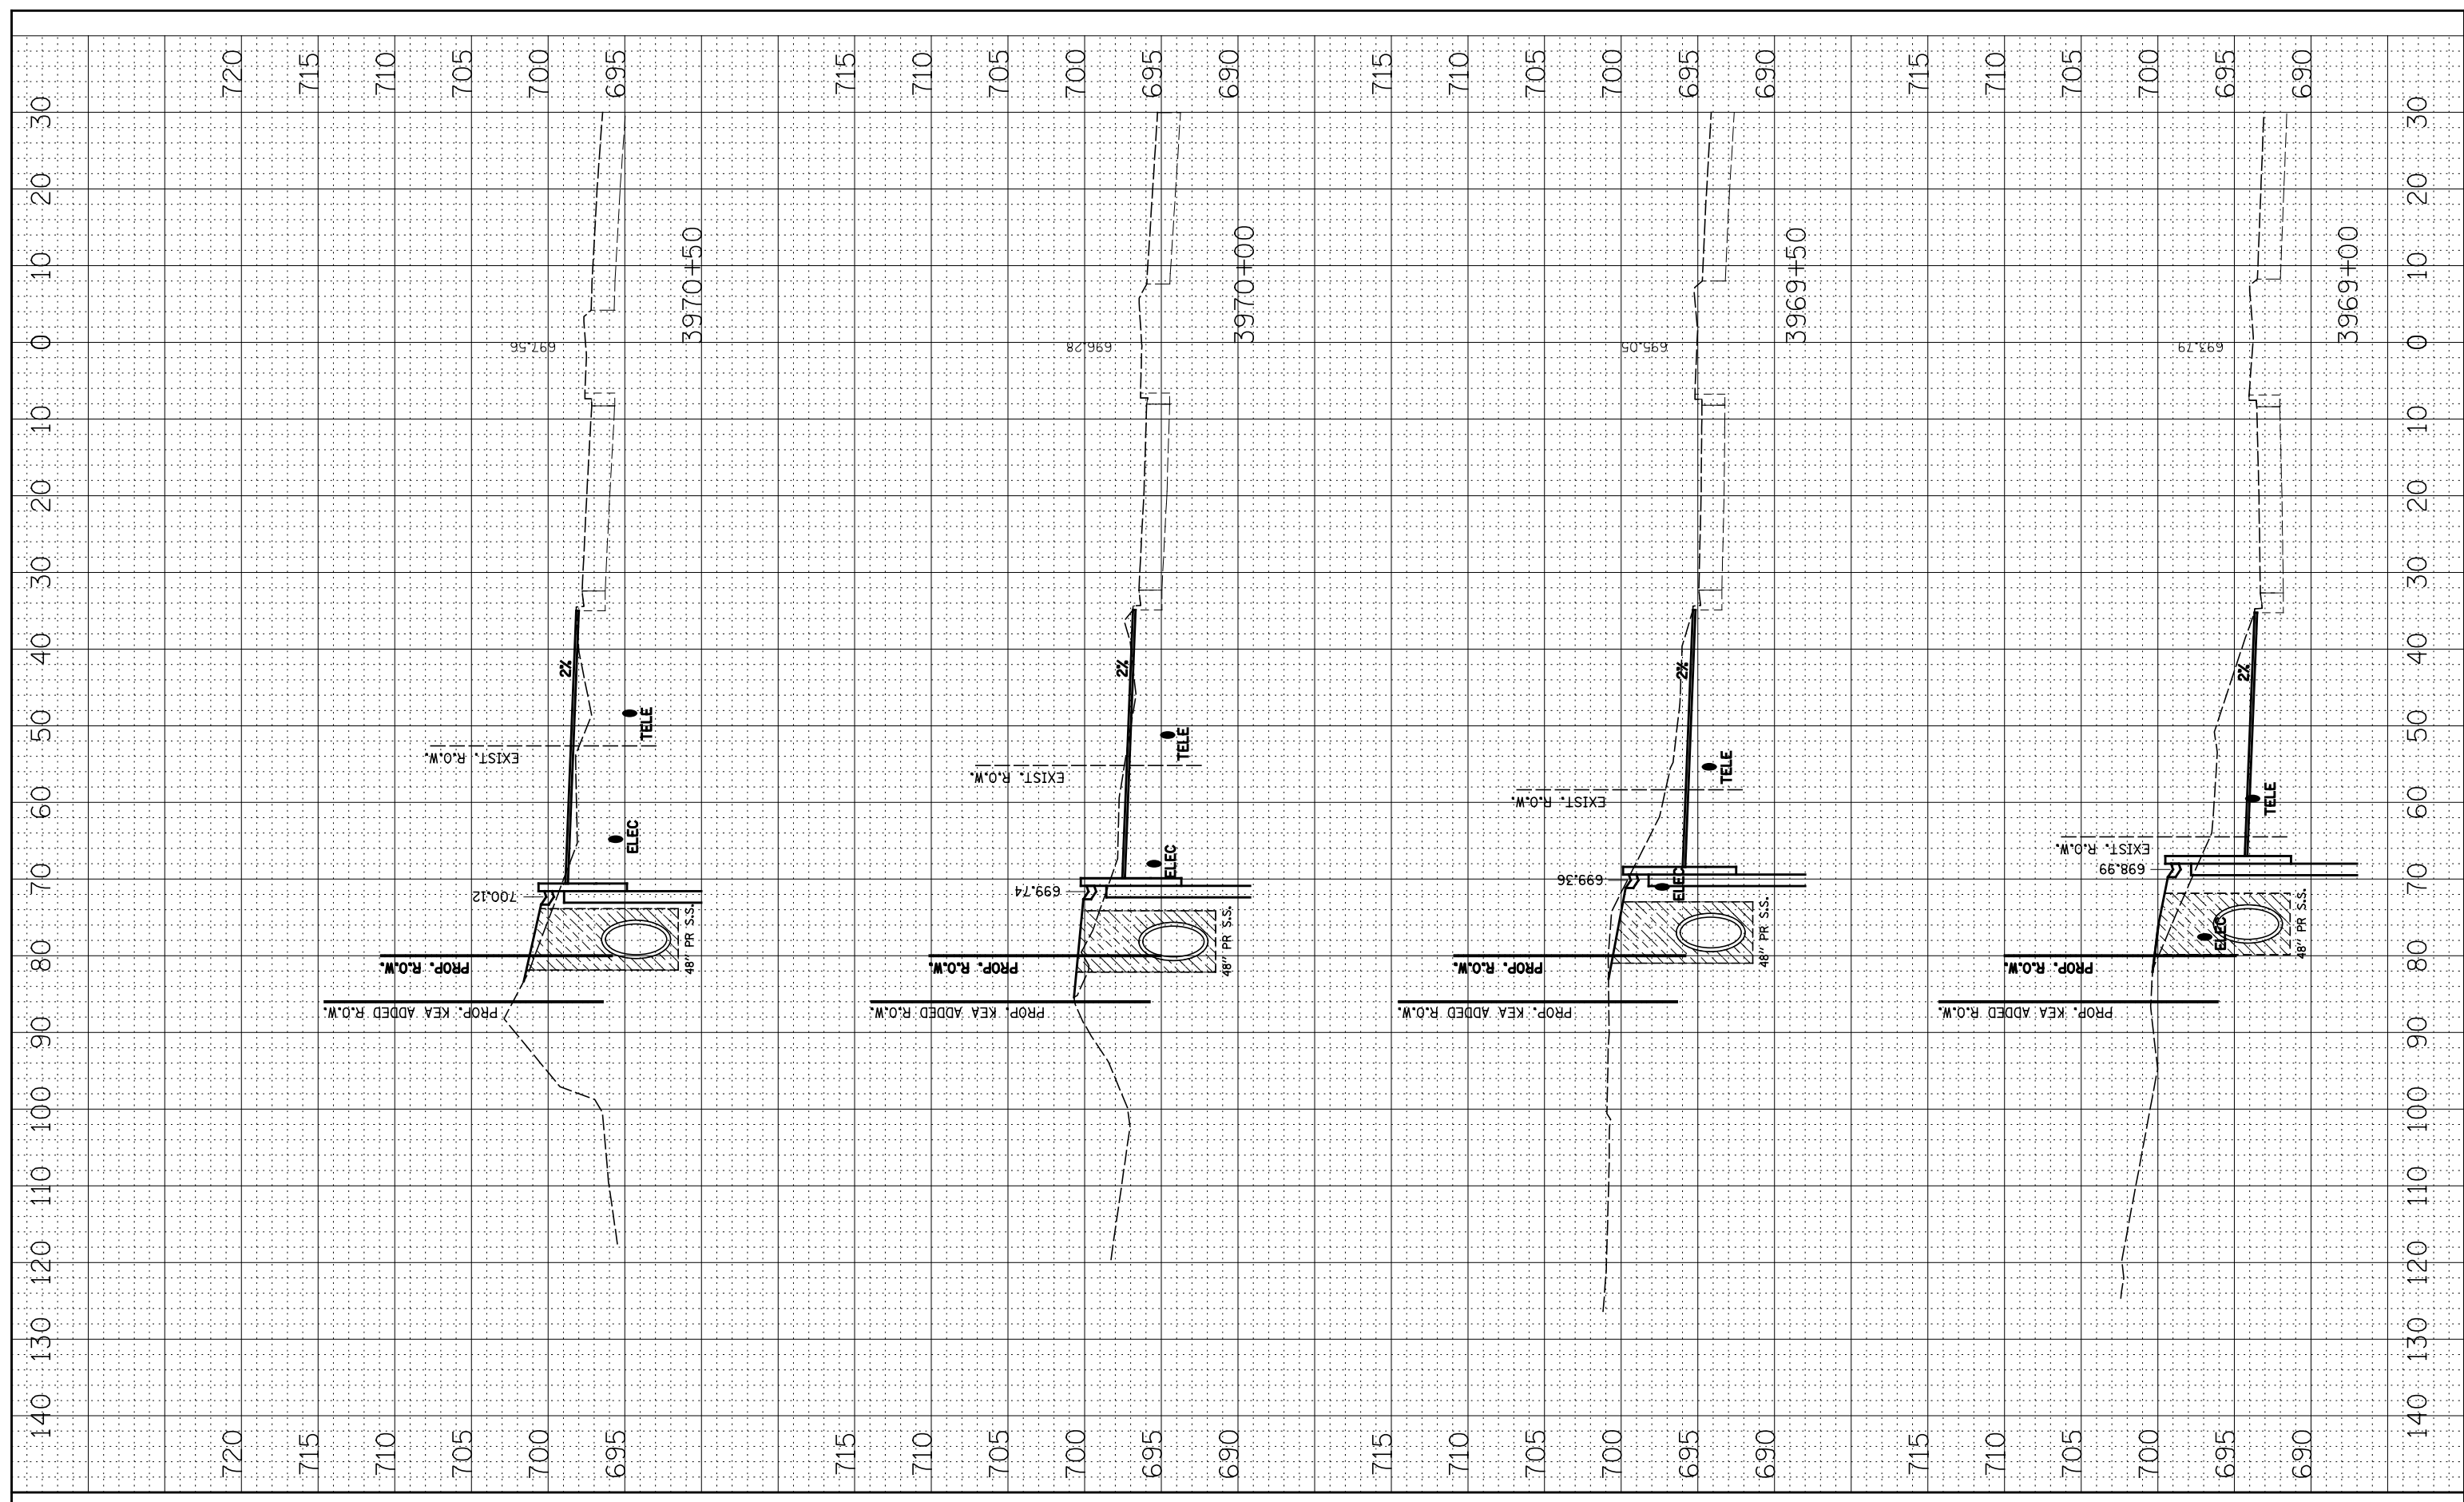 720 715 710 705 700 695
715 710 705 700 695 690
715 710 705 700 695 690
715 710 705 700 695 690
30 20 10 0 10 20 30 40 50 60 70 80 90 100 110 120 130 140
3970+50
697.56
2%
TELE
EXIST. R.O.W.
ELEC
700.12
48" PR S.S.
PROP. R.O.W.
PROP. KEA ADDED R.O.W.
3970+00
696.28
2%
TELE
EXIST. R.O.W.
ELEC
699.74
48" PR S.S.
PROP. R.O.W.
PROP. KEA ADDED R.O.W.
3969+50
695.05
2%
TELE
EXIST. R.O.W.
ELEC
699.36
48" PR S.S.
PROP. R.O.W.
PROP. KEA ADDED R.O.W.
3969+00
693.79
2%
TELE
EXIST. R.O.W.
698.99
ELEC
48" PR S.S.
PROP. R.O.W.
PROP. KEA ADDED R.O.W.
30 20 10 0 10 20 30 40 50 60 70 80 90 100 110 120 130 140
720 715 710 705 700 695
715 710 705 700 695 690
715 710 705 700 695 690
715 710 705 700 695 690